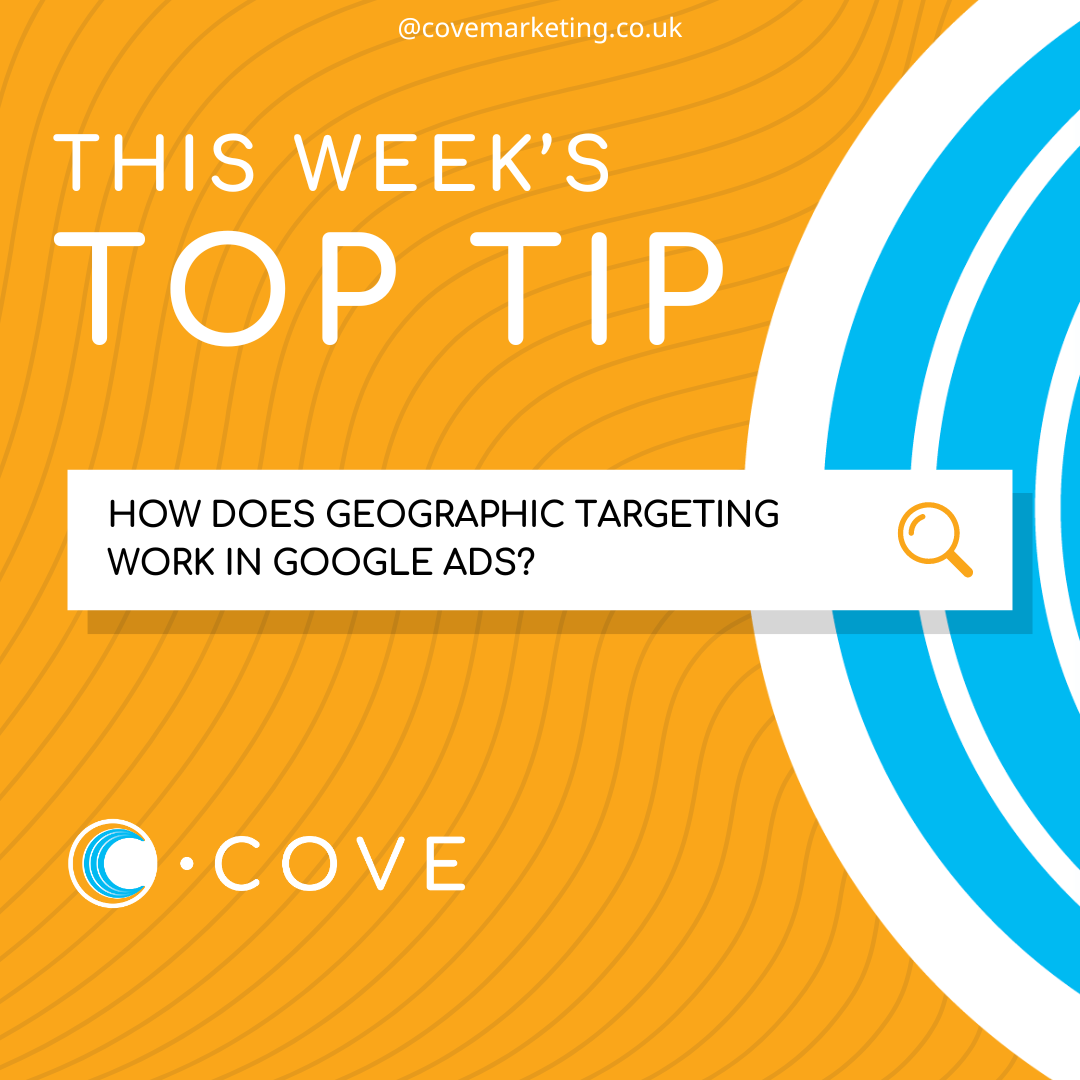 @covemarketing.co.uk
THIS WEEK’S
TOP TIP
HOW DOES GEOGRAPHIC TARGETING
WORK IN GOOGLE ADS?
·COVE